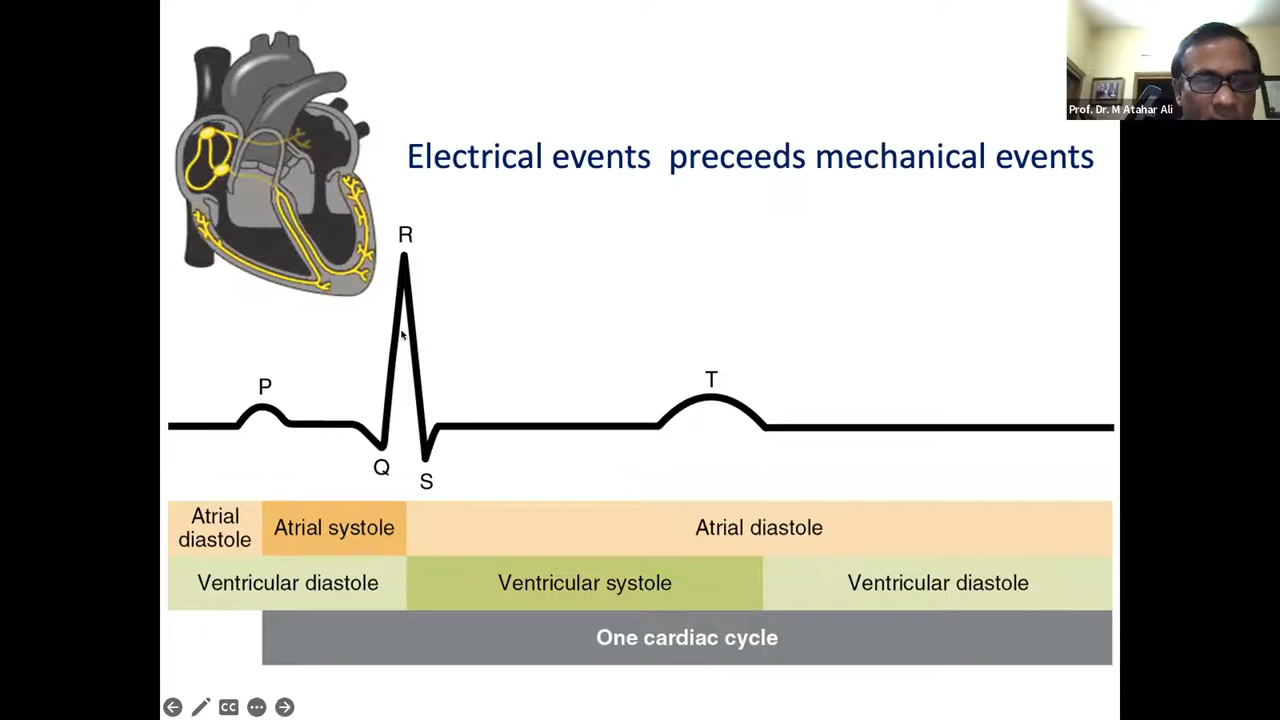 Prof. Dr. M Atahar Ali
Electrical events preceeds mechanical events
R
P
T
Q
S
Atrial
diastole
Atrial systole
Atrial diastole
Ventricular diastole
Ventricular systole
Ventricular diastole
One cardiac cycle
CC